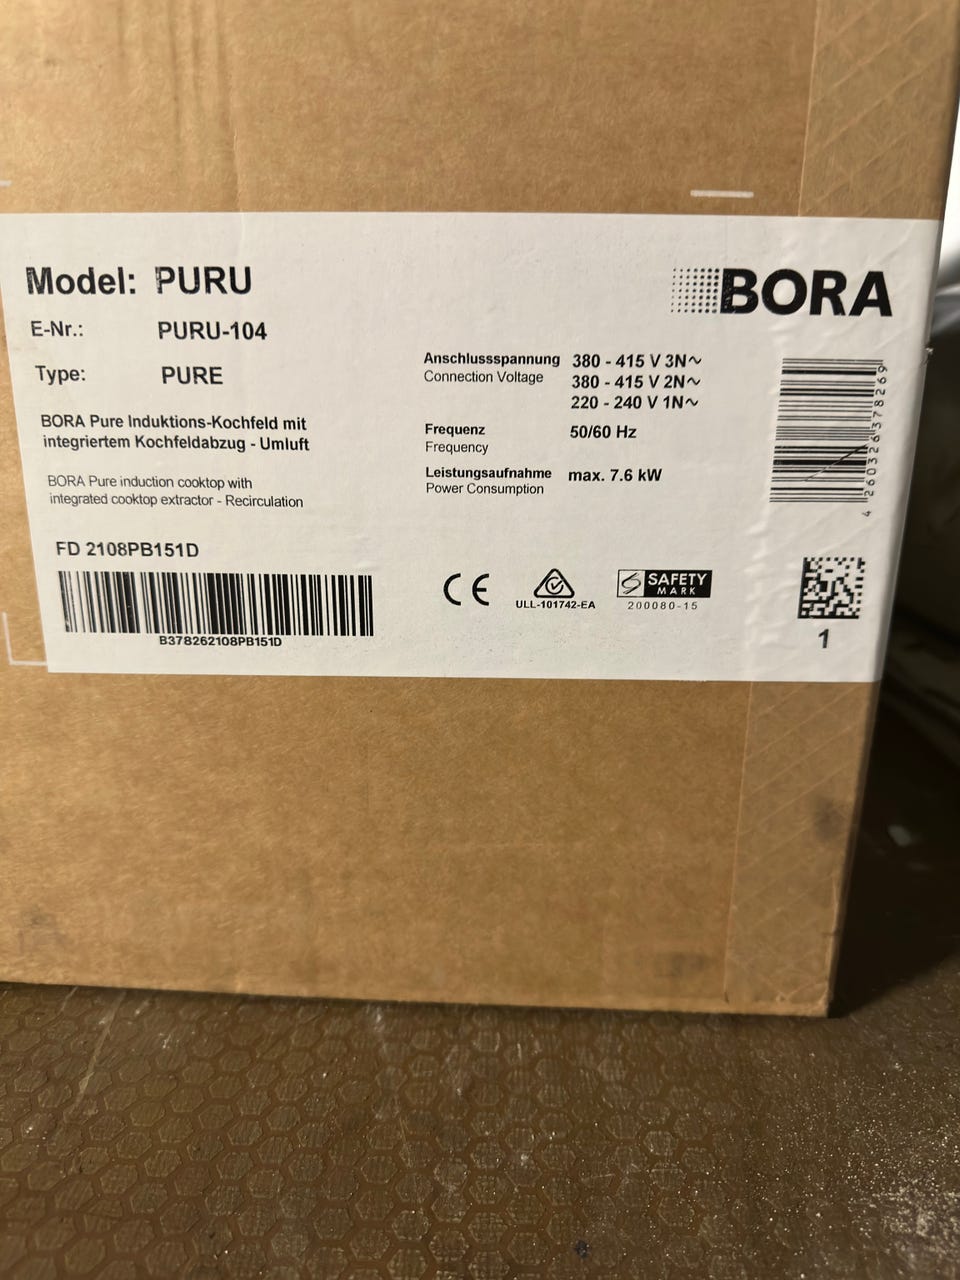 Model: PURU
BORA
E-Nr.: PURU-104
Type: PURE
BORA Pure Induktions-Kochfeld mit
integriertem Kochfeldabzug - Umluft
BORA Pure induction cooktop with
integrated cooktop extractor - Recirculation
Anschlussspannung 380 - 415 V 3N~
Connection Voltage 380 - 415 V 2N~
220 - 240 V 1N~
Frequenz 50/60 Hz
Frequency
Leistungsaufnahme max. 7.6 kW
Power Consumption
4 260326 378269
FD 2108PB151D
B378262108PB151D
CE
ULL-101742-EA
SAFETY
MARK
200080-15
1